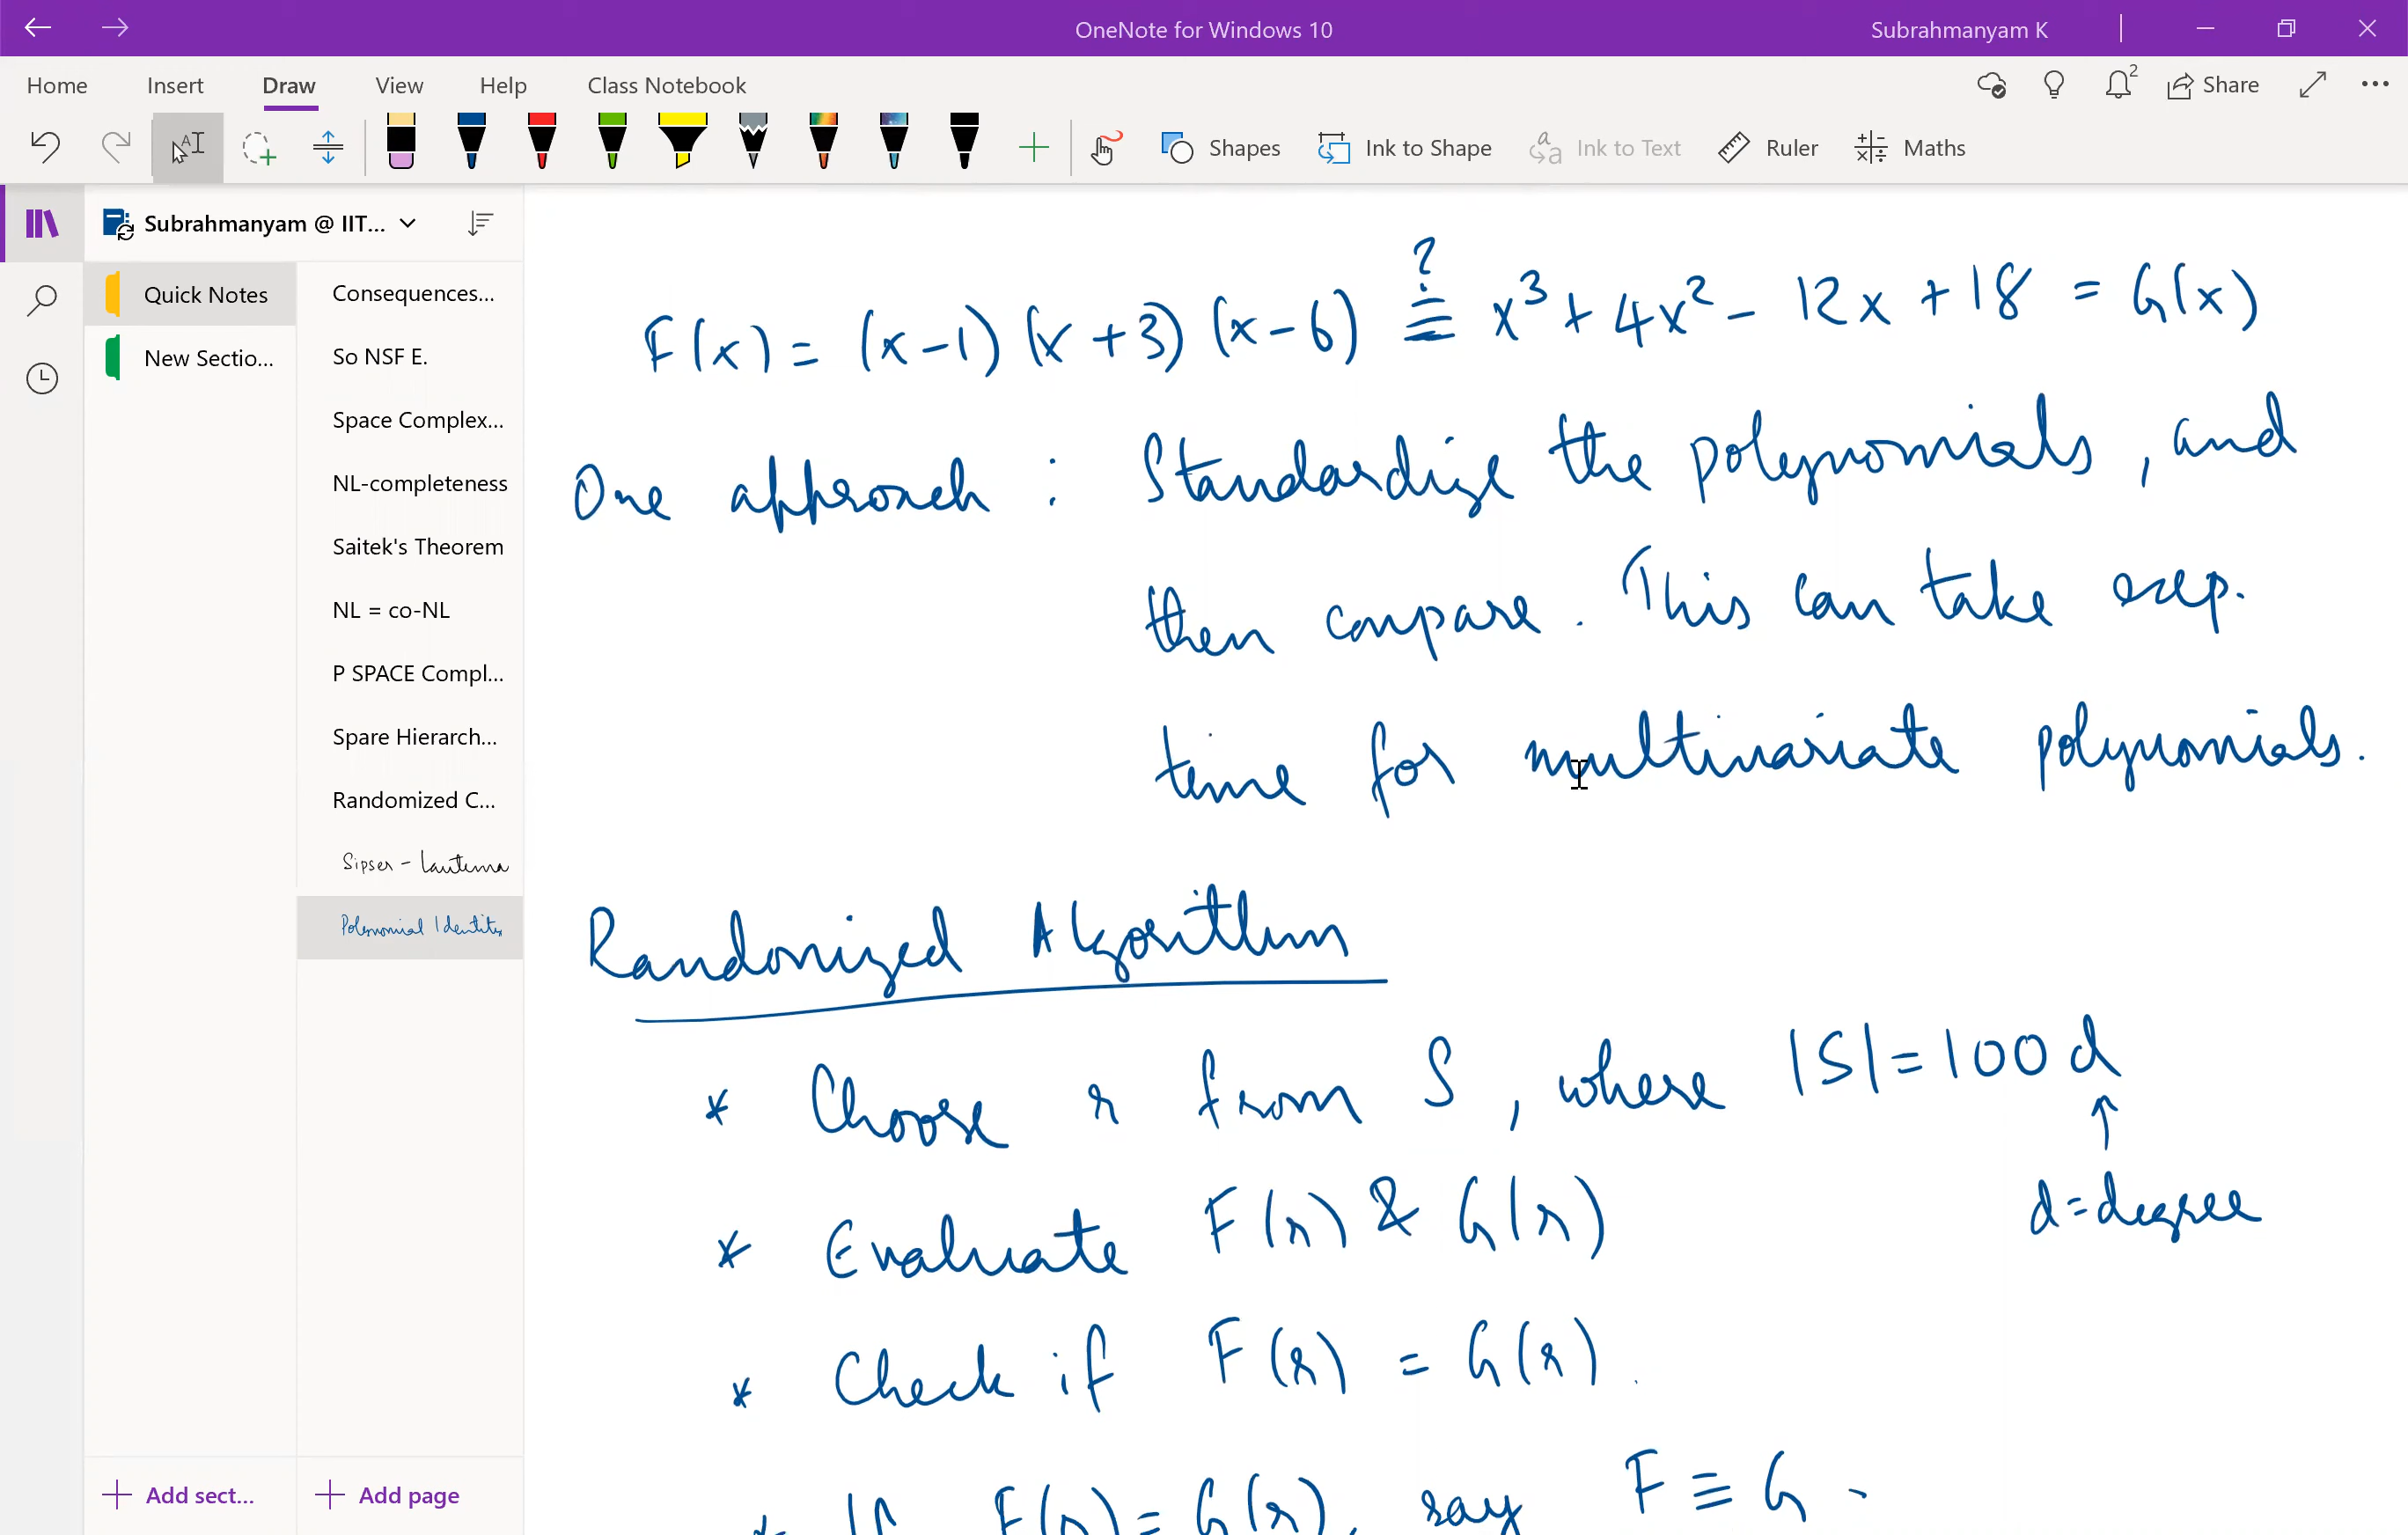 OneNote for Windows 10
Subrahmanyam K
Home Insert Draw View Help Class Notebook
2 Share
Shapes Ink to Shape Ink to Text Ruler Maths
Subrahmanyam @ IIT...
Quick Notes
New Sectio...
Consequences...
So NSF E.
Space Complex...
NL-completeness
Saitek's Theorem
NL = co-NL
P SPACE Compl...
Spare Hierarch...
Randomized C...
Sipser - Lautema
Polynomial Identity
Add sect...
Add page
F(x) = (x-1)(x+3)(x-6) ≟ x³ + 4x² - 12x + 18 = G(x)
One approach : Standardize the polynomials, and
then compare. This can take exp.
time for multivariate polynomials.
Randomized Algorithm
* Choose r from S, where |S| = 100 d
↑
d = degree
* Evaluate F(r) & G(r)
* Check if F(r) = G(r).
* If F(r) = G(r), say F ≡ G.